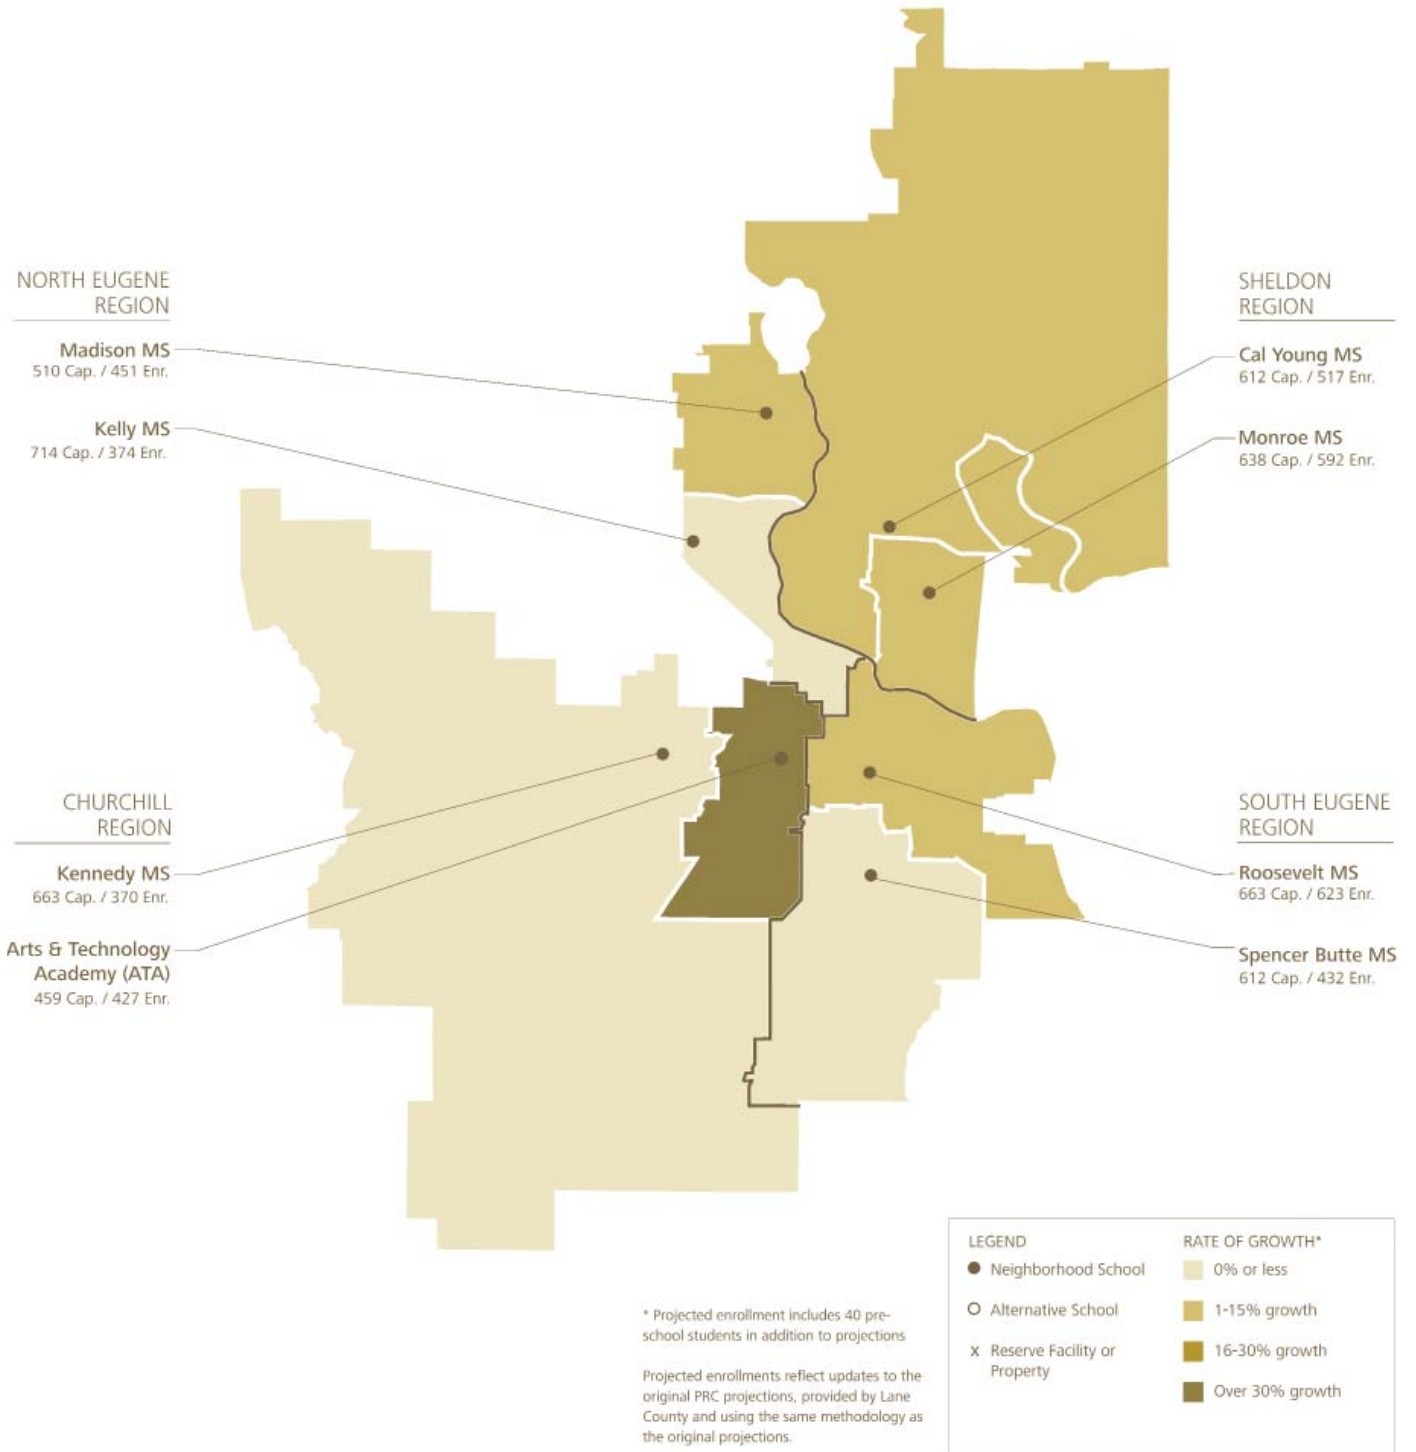 NORTH EUGENE
REGION
Madison MS
510 Cap. / 451 Enr.
Kelly MS
714 Cap. / 374 Enr.
CHURCHILL
REGION
Kennedy MS
663 Cap. / 370 Enr.
Arts & Technology
Academy (ATA)
459 Cap. / 427 Enr.
SHELDON
REGION
Cal Young MS
612 Cap. / 517 Enr.
Monroe MS
638 Cap. / 592 Enr.
SOUTH EUGENE
REGION
Roosevelt MS
663 Cap. / 623 Enr.
Spencer Butte MS
612 Cap. / 432 Enr.
* Projected enrollment includes 40 pre-
school students in addition to projections
Projected enrollments reflect updates to the
original PRC projections, provided by Lane
County and using the same methodology as
the original projections.
LEGEND
Neighborhood School
Alternative School
x Reserve Facility or
Property
RATE OF GROWTH*
0% or less
1-15% growth
16-30% growth
Over 30% growth